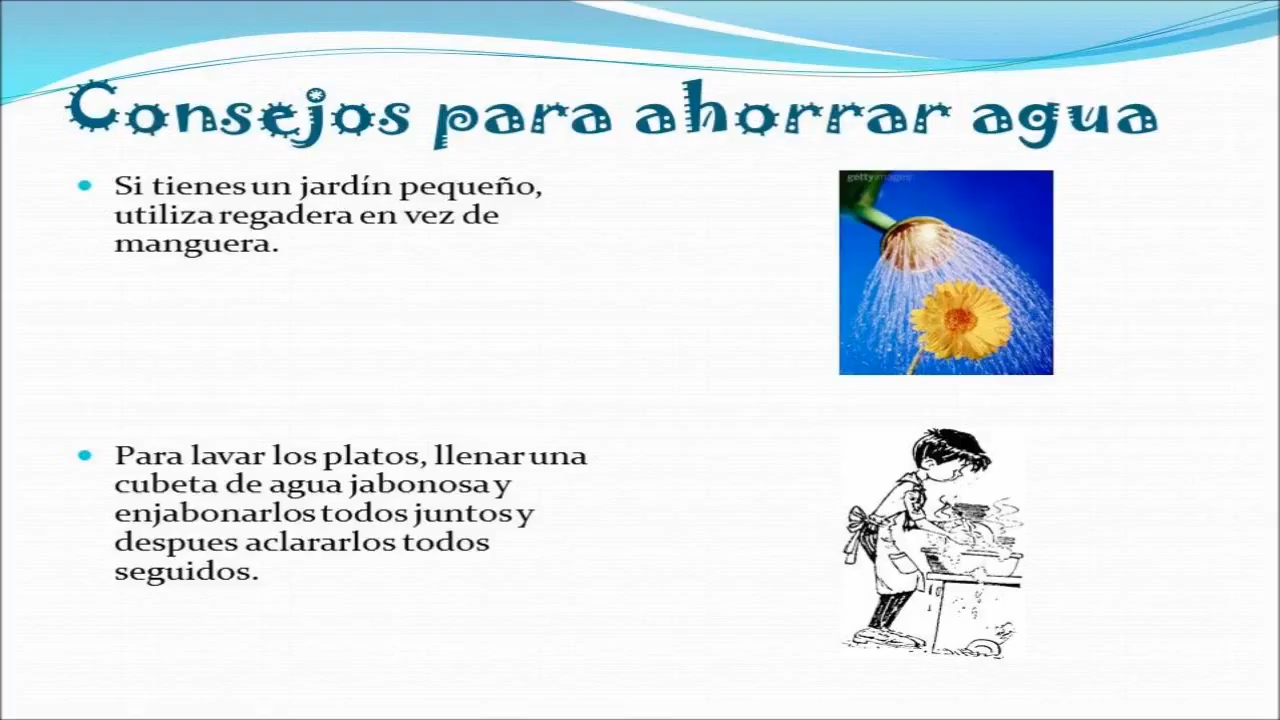 Consejos para ahorrar agua
Si tienes un jardín pequeño,
utiliza regadera en vez de
manguera.
gettyimages
Para lavar los platos, llenar una
cubeta de agua jabonosa y
enjabonarlos todos juntos y
despues aclararlos todos
seguidos.